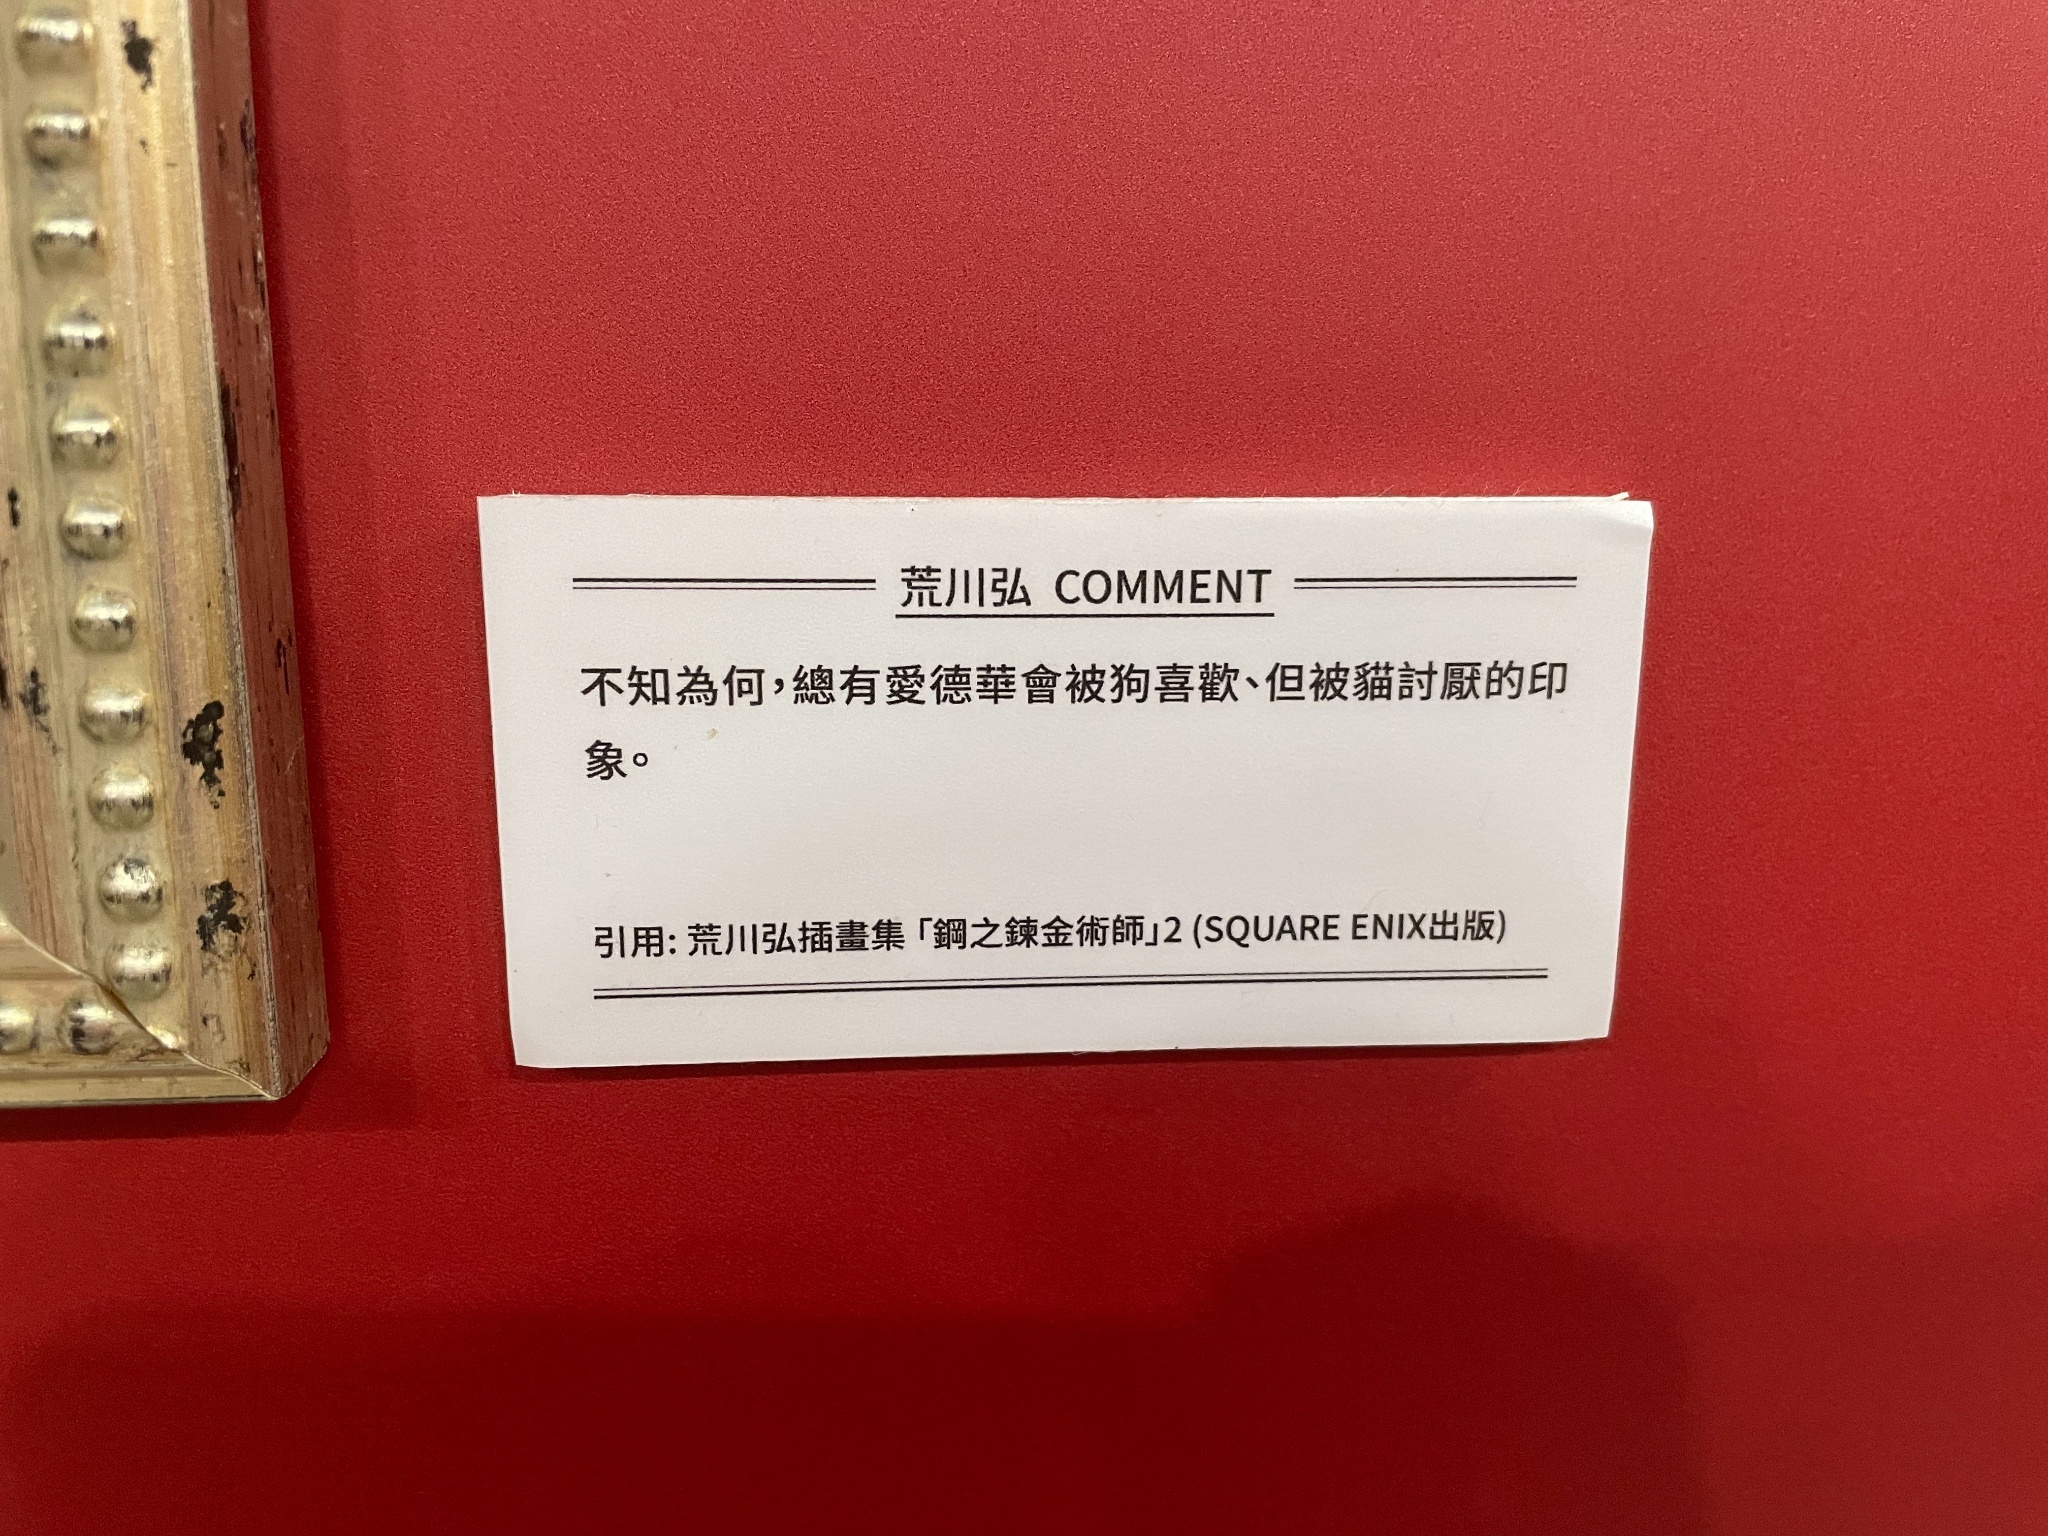 荒川弘 COMMENT
不知為何，總有愛德華會被狗喜歡、但被貓討厭的印
象。
引用: 荒川弘插畫集「鋼之鍊金術師」2 (SQUARE ENIX出版)